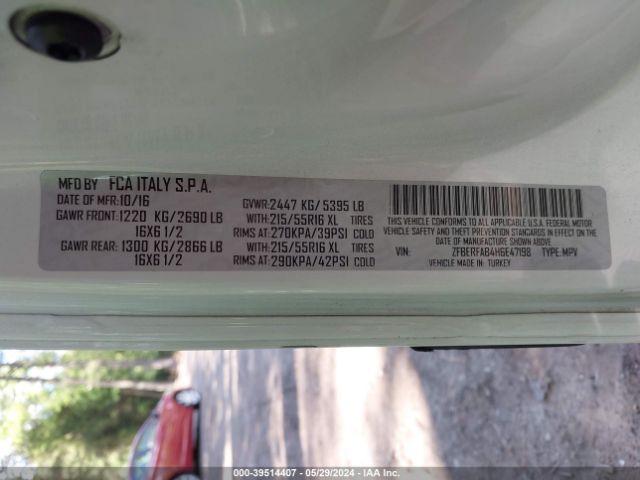 MFD BY FCA ITALY S.P.A.
DATE OF MFR:10/16 GVWR:2447 KG/ 5395 LB
GAWR FRONT:1220 KG/2690 LB WITH:215/55R16 XL TIRES
16X6 1/2 RIMS AT:270KPA/39PSI COLD
GAWR REAR:1300 KG/2866 LB WITH:215/55R16 XL TIRES
16X6 1/2 RIMS AT:290KPA/42PSI COLD
THIS VEHICLE CONFORMS TO ALL APPLICABLE U.S.A. FEDERAL MOTOR
VEHICLE SAFETY, BUMPER, AND THEFT PREVENTION STANDARDS IN EFFECT
ON THE DATE OF MANUFACTURE SHOWN ABOVE.
VIN: ZFBERFAB4H6E47198 TYPE:MPV
VEHICLE MADE IN: TURKEY
000-39514407 - 05/29/2024 - IAA Inc.